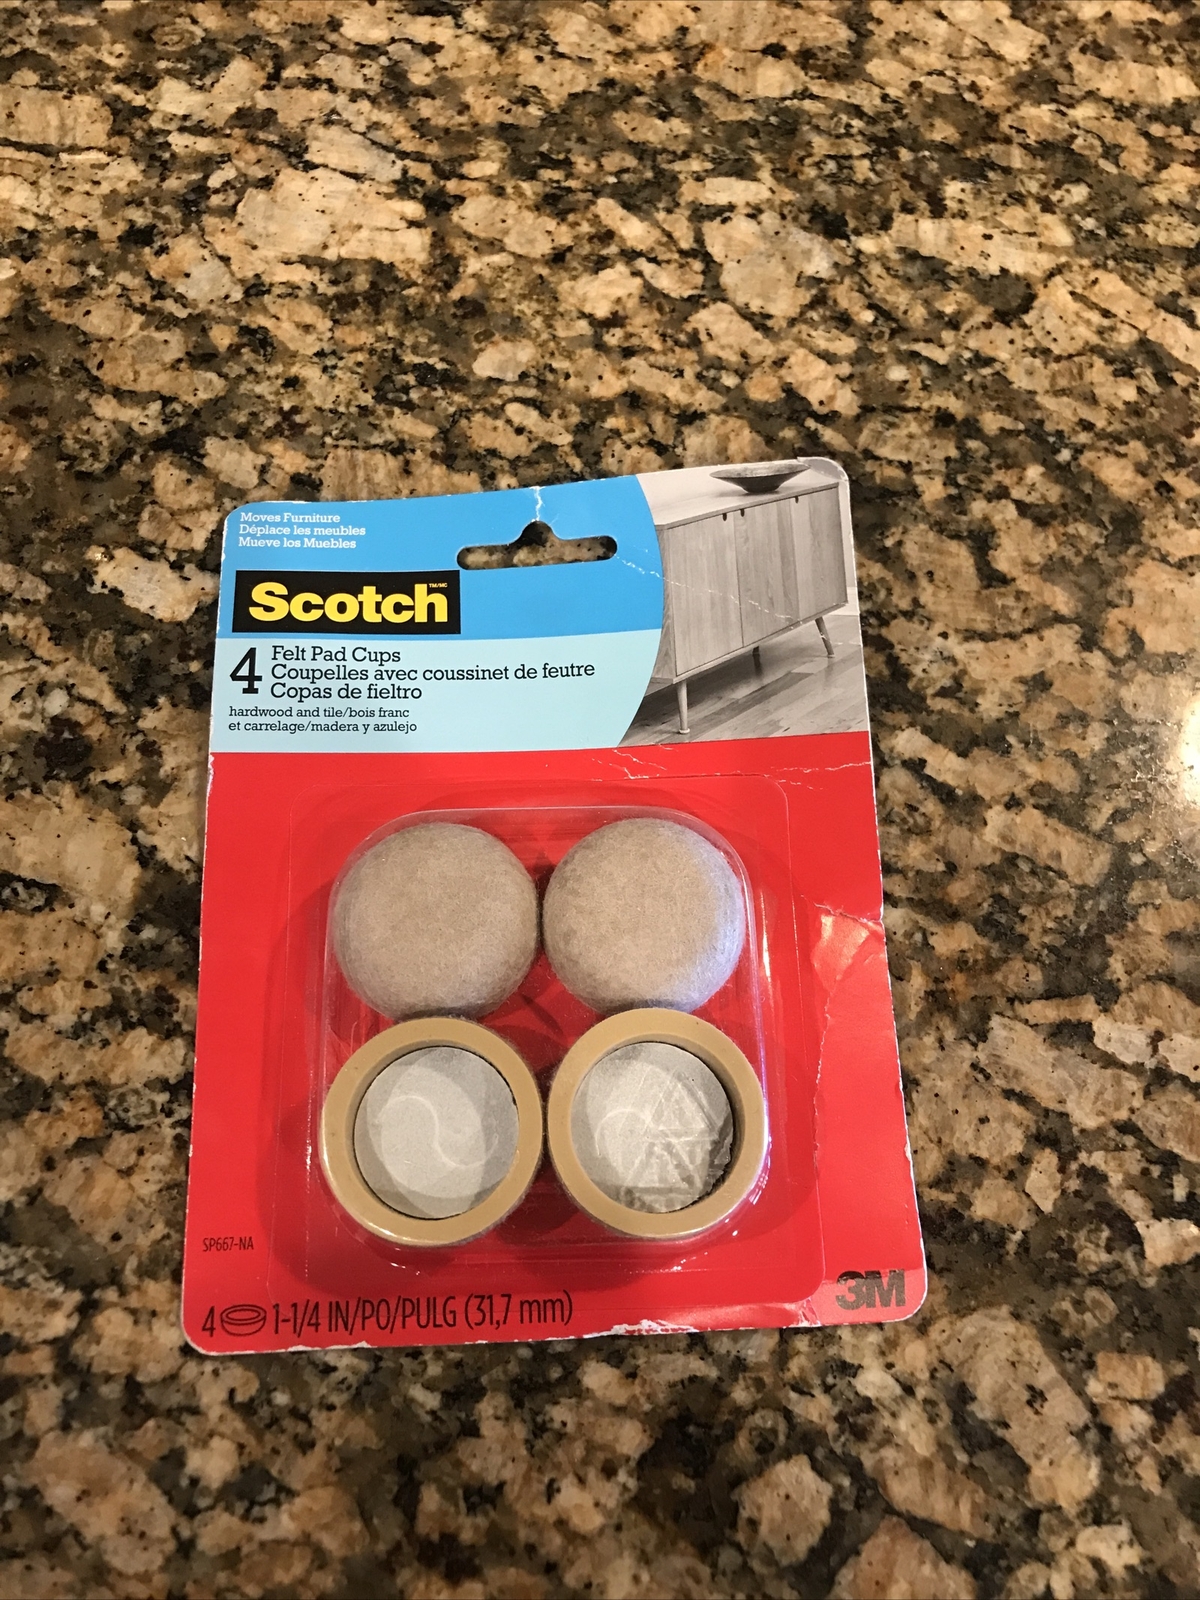 Moves Furniture
Déplace les meubles
Mueve los Muebles
Scotch™/MC
4 Felt Pad Cups
Coupelles avec coussinet de feutre
Copas de fieltro
hardwood and tile/bois franc
et carrelage/madera y azulejo
SP667-NA
4 1-1/4 IN/PO/PULG (31,7 mm)
3M